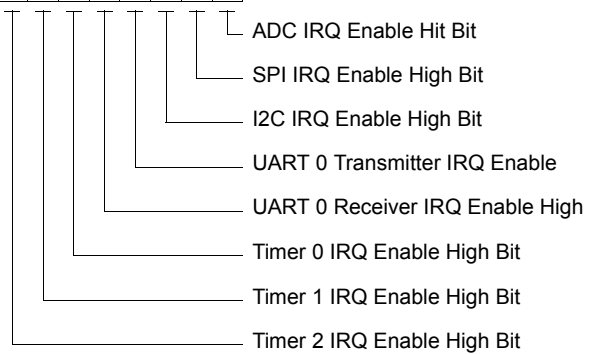 ADC IRQ Enable Hit Bit
SPI IRQ Enable High Bit
I2C IRQ Enable High Bit
UART 0 Transmitter IRQ Enable
UART 0 Receiver IRQ Enable High
Timer 0 IRQ Enable High Bit
Timer 1 IRQ Enable High Bit
Timer 2 IRQ Enable High Bit